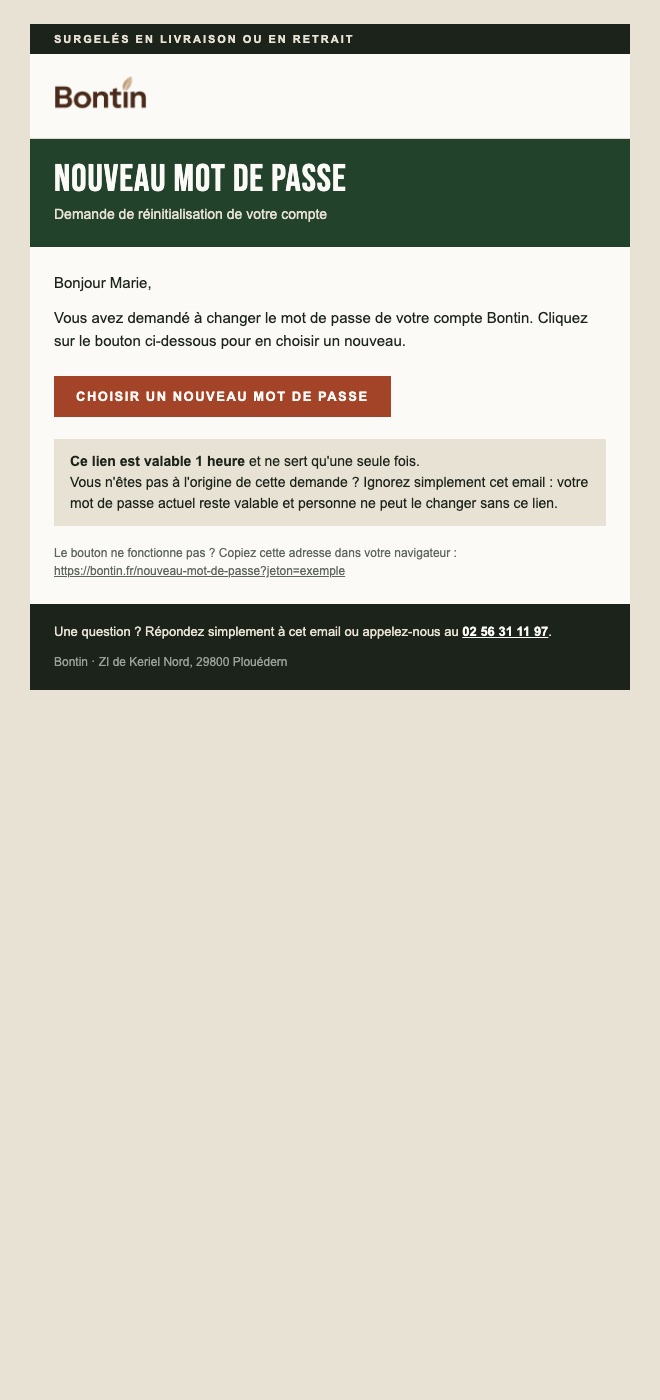 SURGELÉS EN LIVRAISON OU EN RETRAIT
Bontin
NOUVEAU MOT DE PASSE
Demande de réinitialisation de votre compte
Bonjour Marie,
Vous avez demandé à changer le mot de passe de votre compte Bontin. Cliquez
sur le bouton ci-dessous pour en choisir un nouveau.
CHOISIR UN NOUVEAU MOT DE PASSE
Ce lien est valable 1 heure et ne sert qu'une seule fois.
Vous n'êtes pas à l'origine de cette demande ? Ignorez simplement cet email : votre
mot de passe actuel reste valable et personne ne peut le changer sans ce lien.
Le bouton ne fonctionne pas ? Copiez cette adresse dans votre navigateur :
https://bontin.fr/nouveau-mot-de-passe?jeton=exemple
Une question ? Répondez simplement à cet email ou appelez-nous au 02 56 31 11 97.
Bontin · ZI de Keriel Nord, 29800 Plouédern